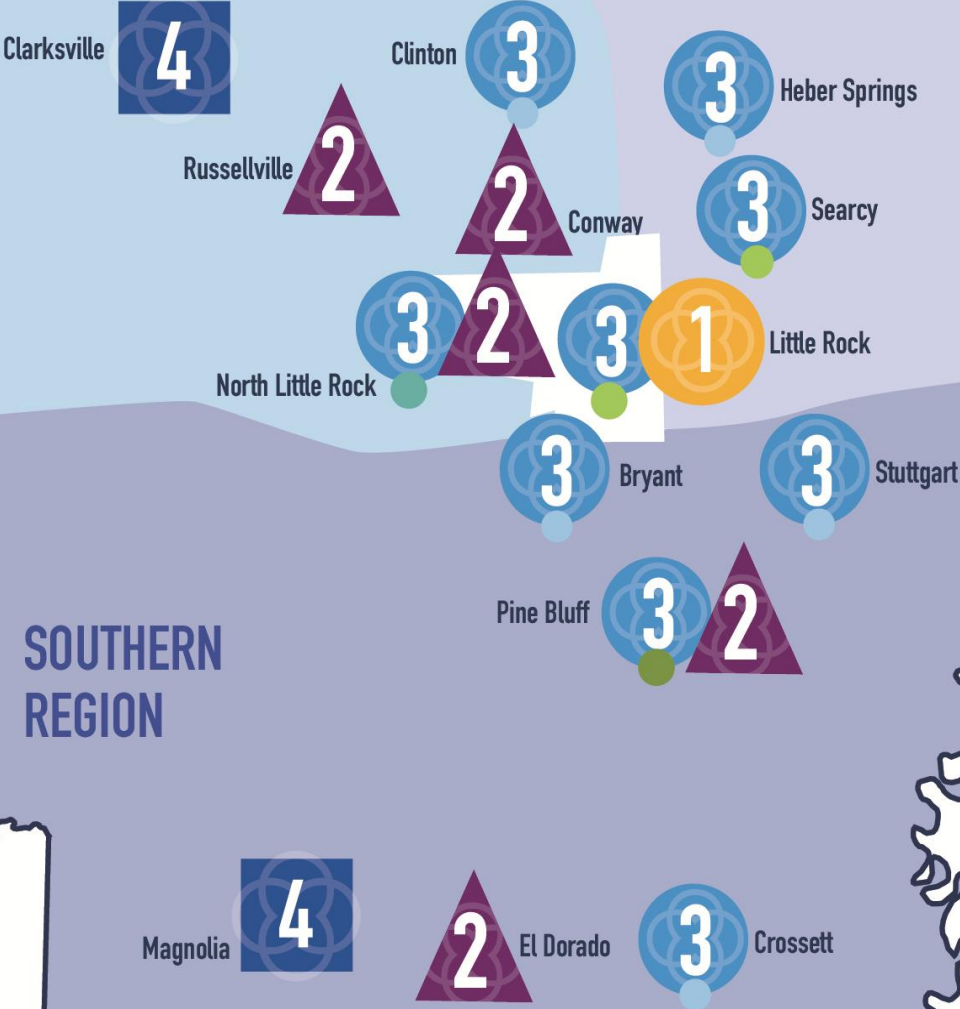 Clarksville
4
Clinton
3
3
Heber Springs
Russellville
2
2
Conway
3
Searcy
3
2
North Little Rock
3
1
Little Rock
3
Bryant
3
Stuttgart
Pine Bluff
3
2
SOUTHERN
REGION
Magnolia
4
2
El Dorado
3
Crossett